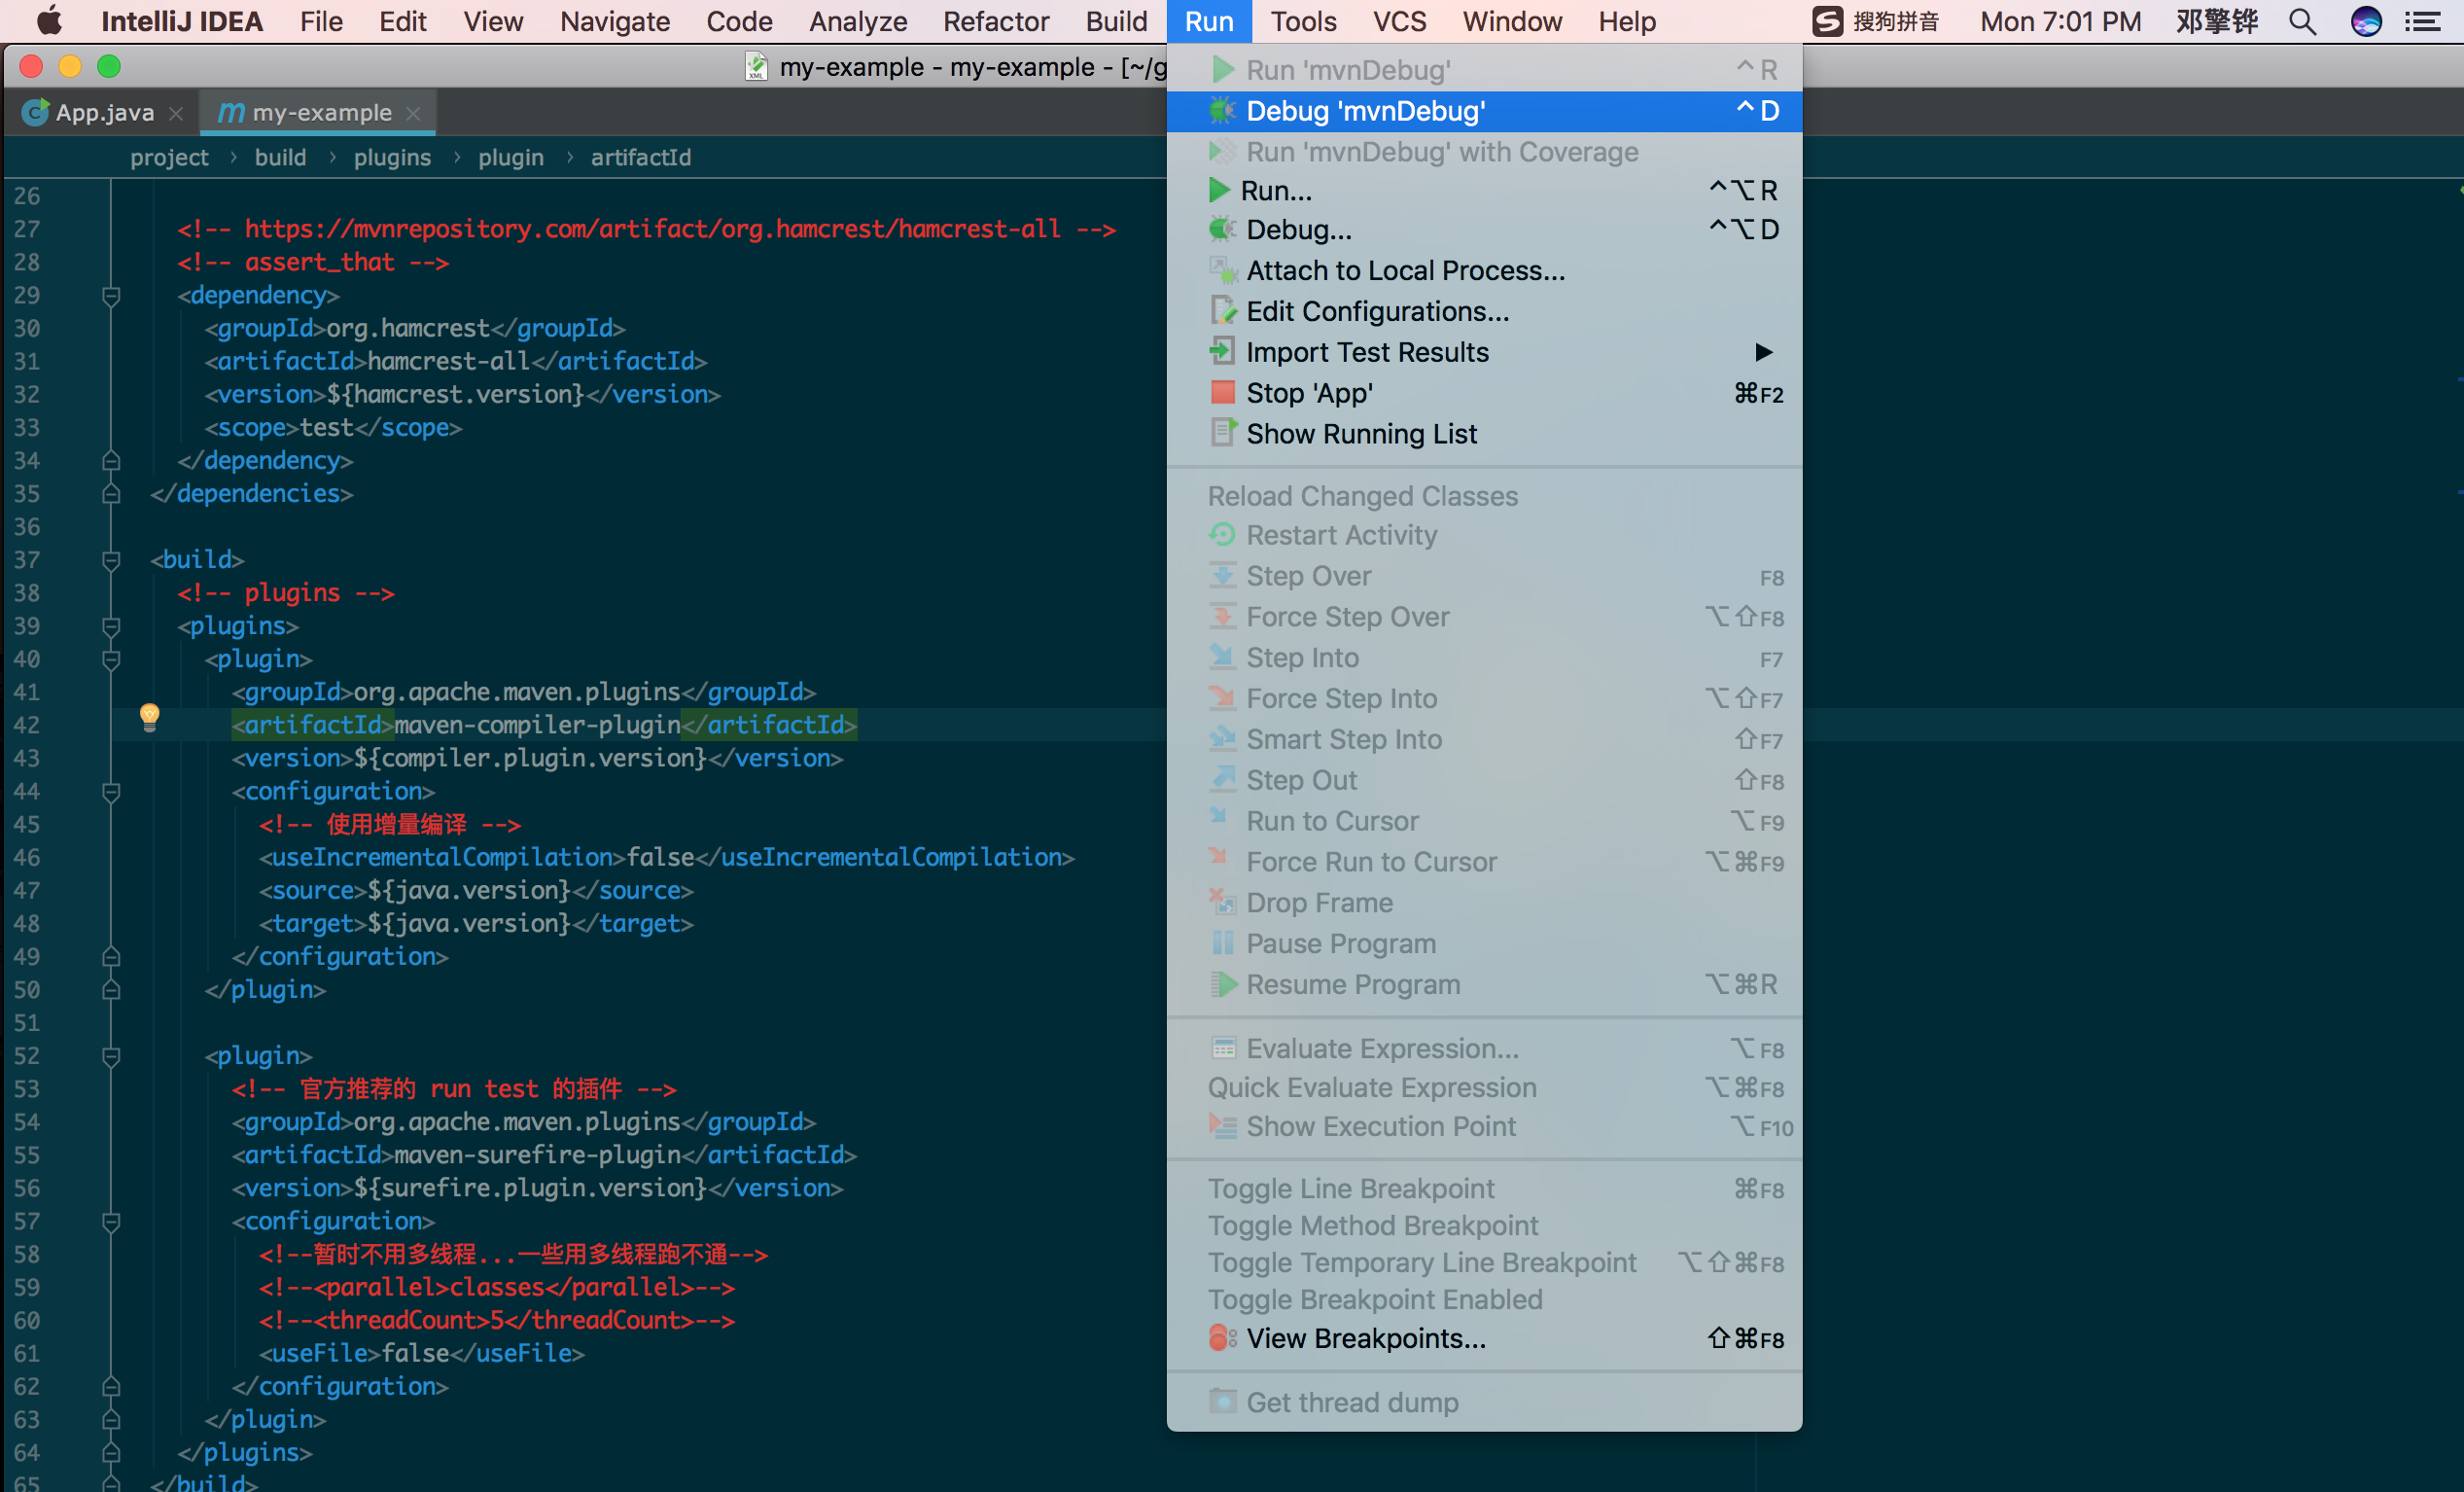 IntelliJ IDEA File Edit View Navigate Code Analyze Refactor Build Run Tools VCS Window Help 搜狗拼音 Mon 7:01 PM 邓擎铧
my-example - my-example - [~/g
App.java my-example
project build plugins plugin artifactId
26
27 <!-- https://mvnrepository.com/artifact/org.hamcrest/hamcrest-all -->
28 <!-- assert_that -->
29 <dependency>
30 <groupId>org.hamcrest</groupId>
31 <artifactId>hamcrest-all</artifactId>
32 <version>${hamcrest.version}</version>
33 <scope>test</scope>
34 </dependency>
35 </dependencies>
36
37 <build>
38 <!-- plugins -->
39 <plugins>
40 <plugin>
41 <groupId>org.apache.maven.plugins</groupId>
42 <artifactId>maven-compiler-plugin</artifactId>
43 <version>${compiler.plugin.version}</version>
44 <configuration>
45 <!-- 使用增量编译 -->
46 <useIncrementalCompilation>false</useIncrementalCompilation>
47 <source>${java.version}</source>
48 <target>${java.version}</target>
49 </configuration>
50 </plugin>
51
52 <plugin>
53 <!-- 官方推荐的 run test 的插件 -->
54 <groupId>org.apache.maven.plugins</groupId>
55 <artifactId>maven-surefire-plugin</artifactId>
56 <version>${surefire.plugin.version}</version>
57 <configuration>
58 <!--暂时不用多线程...一些用多线程跑不通-->
59 <!--<parallel>classes</parallel>-->
60 <!--<threadCount>5</threadCount>-->
61 <useFile>false</useFile>
62 </configuration>
63 </plugin>
64 </plugins>
65 </build>
Run 'mvnDebug' ⌃R
Debug 'mvnDebug' ⌃D
Run 'mvnDebug' with Coverage
Run... ⌃⌥R
Debug... ⌃⌥D
Attach to Local Process...
Edit Configurations...
Import Test Results
Stop 'App' ⌘F2
Show Running List
Reload Changed Classes
Restart Activity
Step Over F8
Force Step Over ⌥⇧F8
Step Into F7
Force Step Into ⌥⇧F7
Smart Step Into ⇧F7
Step Out ⇧F8
Run to Cursor ⌥F9
Force Run to Cursor ⌥⌘F9
Drop Frame
Pause Program
Resume Program ⌥⌘R
Evaluate Expression... ⌥F8
Quick Evaluate Expression ⌥⌘F8
Show Execution Point ⌥F10
Toggle Line Breakpoint ⌘F8
Toggle Method Breakpoint
Toggle Temporary Line Breakpoint ⌥⇧⌘F8
Toggle Breakpoint Enabled
View Breakpoints... ⇧⌘F8
Get thread dump